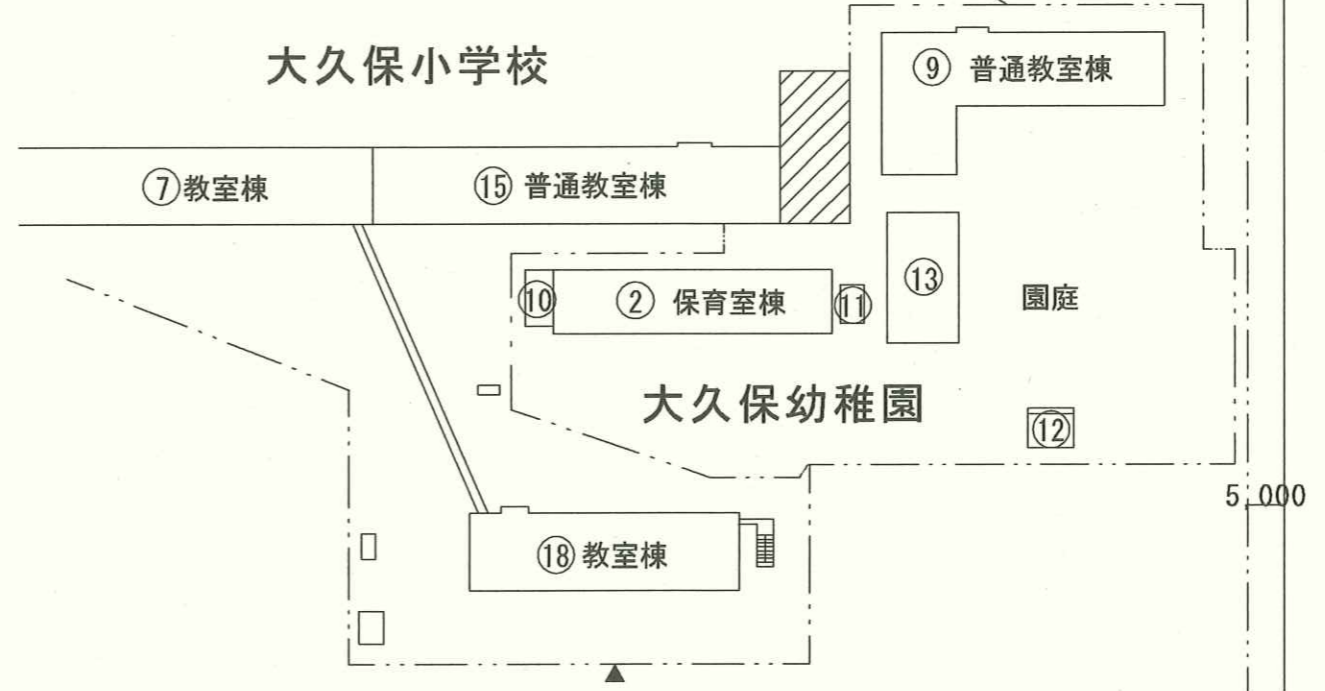 大久保小学校
⑨ 普通教室棟
⑦教室棟
⑮ 普通教室棟
⑩
② 保育室棟
⑪
⑬
園庭
大久保幼稚園
⑫
5,000
⑱教室棟